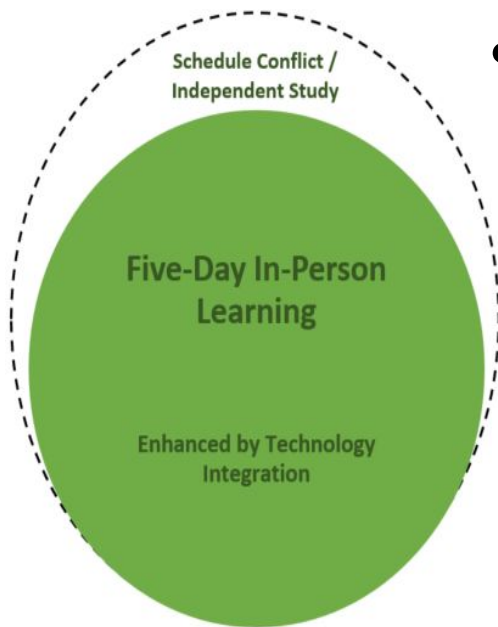 Schedule Conflict /
Independent Study
Five-Day In-Person
Learning
Enhanced by Technology
Integration